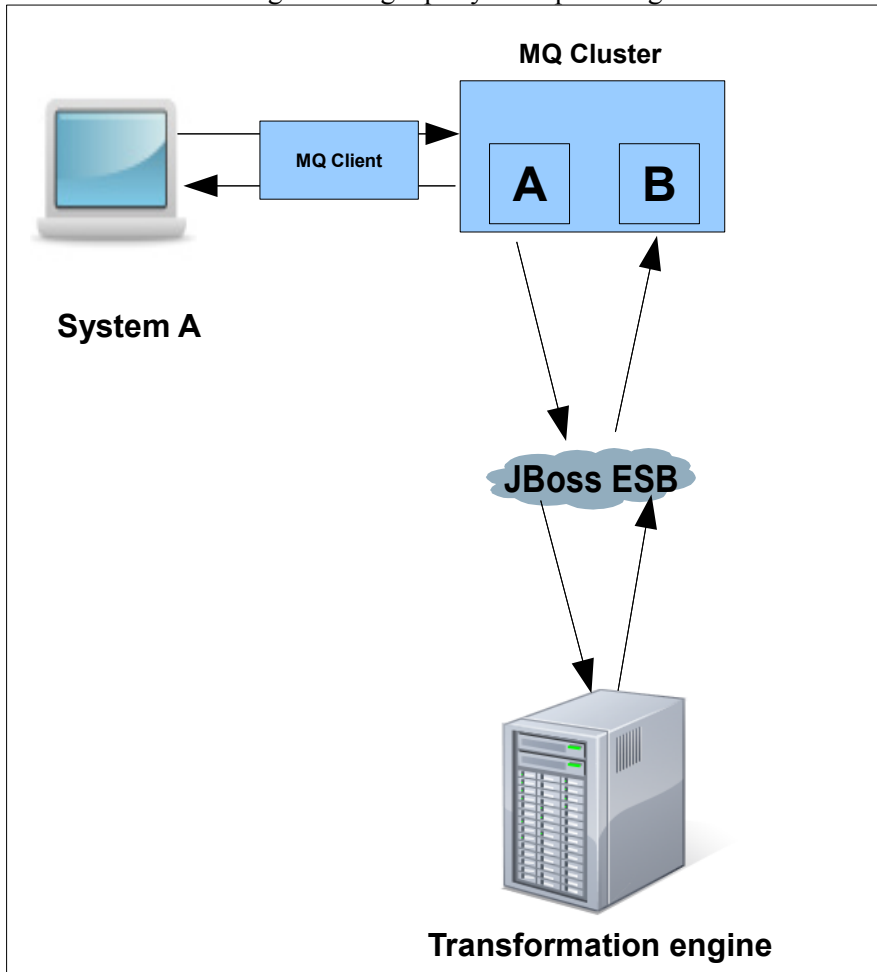 MQ Cluster
MQ Client
A B
System A
JBoss ESB
Transformation engine